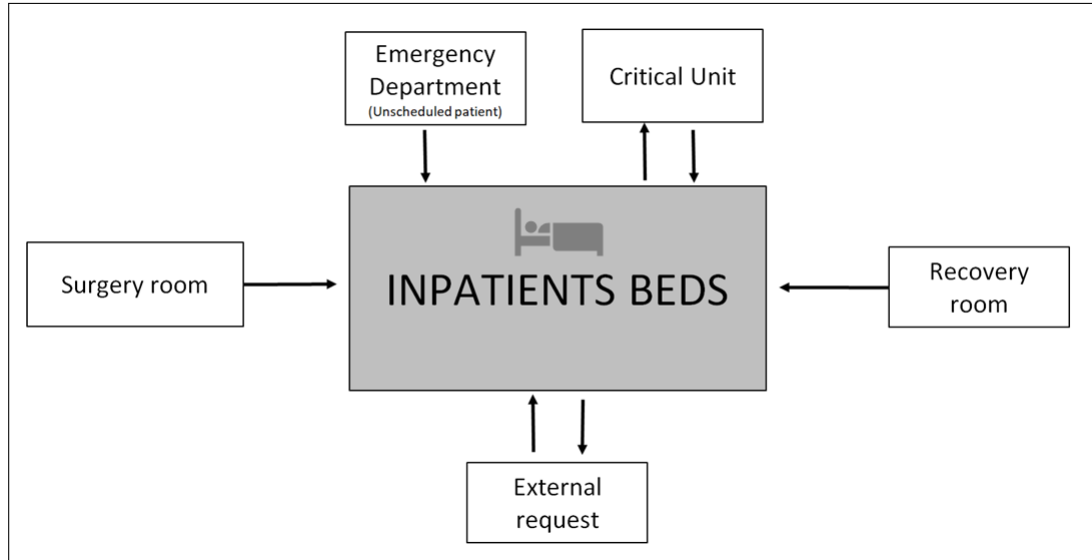 Emergency
Department
(Unscheduled patient)
Critical Unit
Surgery room
INPATIENTS BEDS
Recovery
room
External
request